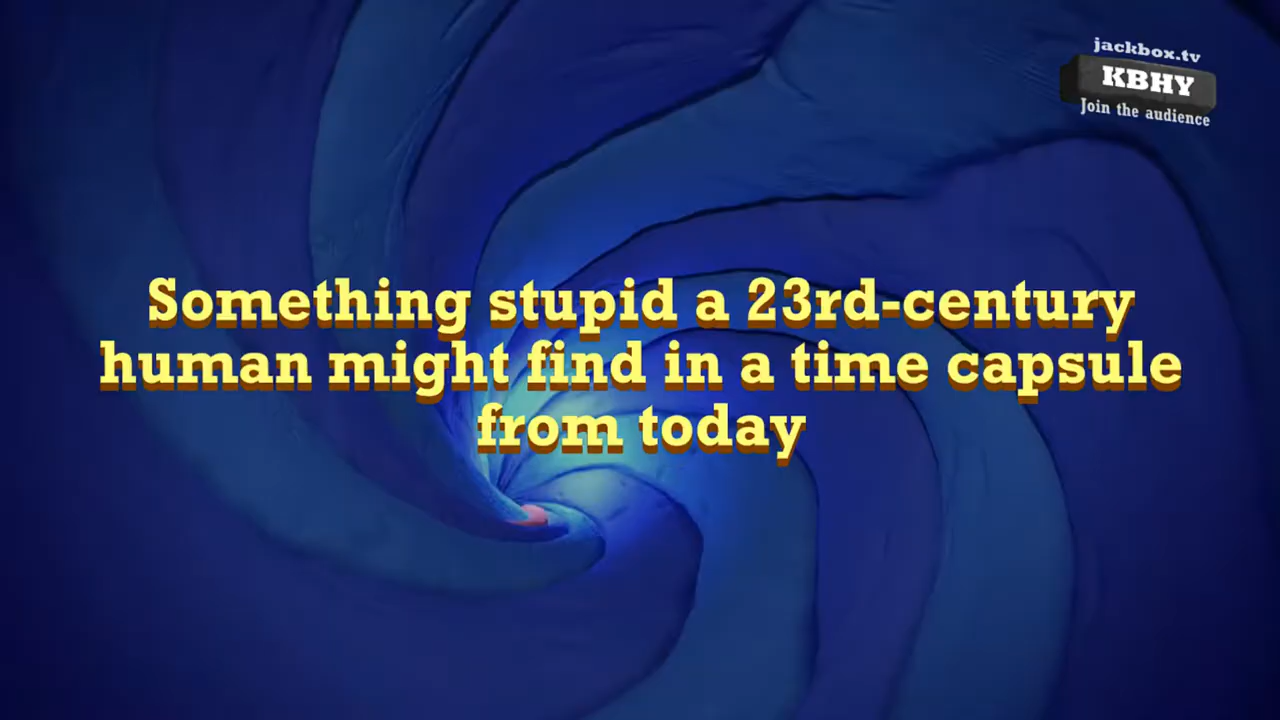 jackbox.tv
KBHY
Join the audience
Something stupid a 23rd-century
human might find in a time capsule
from today